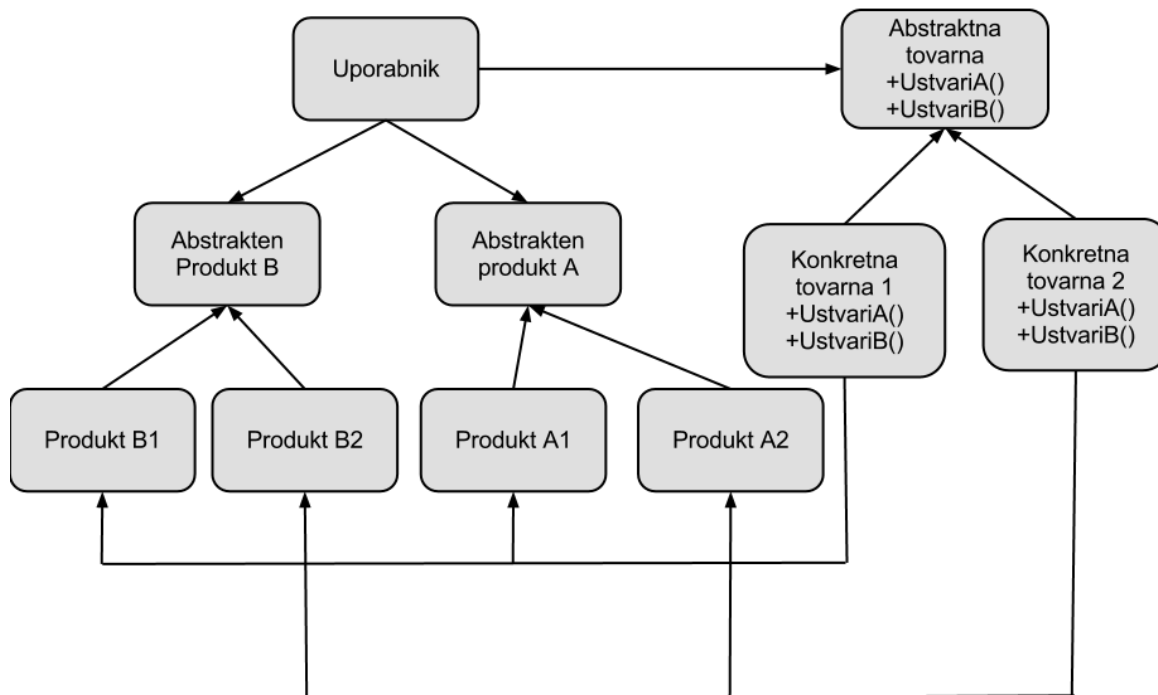 Uporabnik
Abstraktna
tovarna
+UstvariA()
+UstvariB()
Abstrakten
Produkt B
Abstrakten
produkt A
Konkretna
tovarna 1
+UstvariA()
+UstvariB()
Konkretna
tovarna 2
+UstvariA()
+UstvariB()
Produkt B1
Produkt B2
Produkt A1
Produkt A2